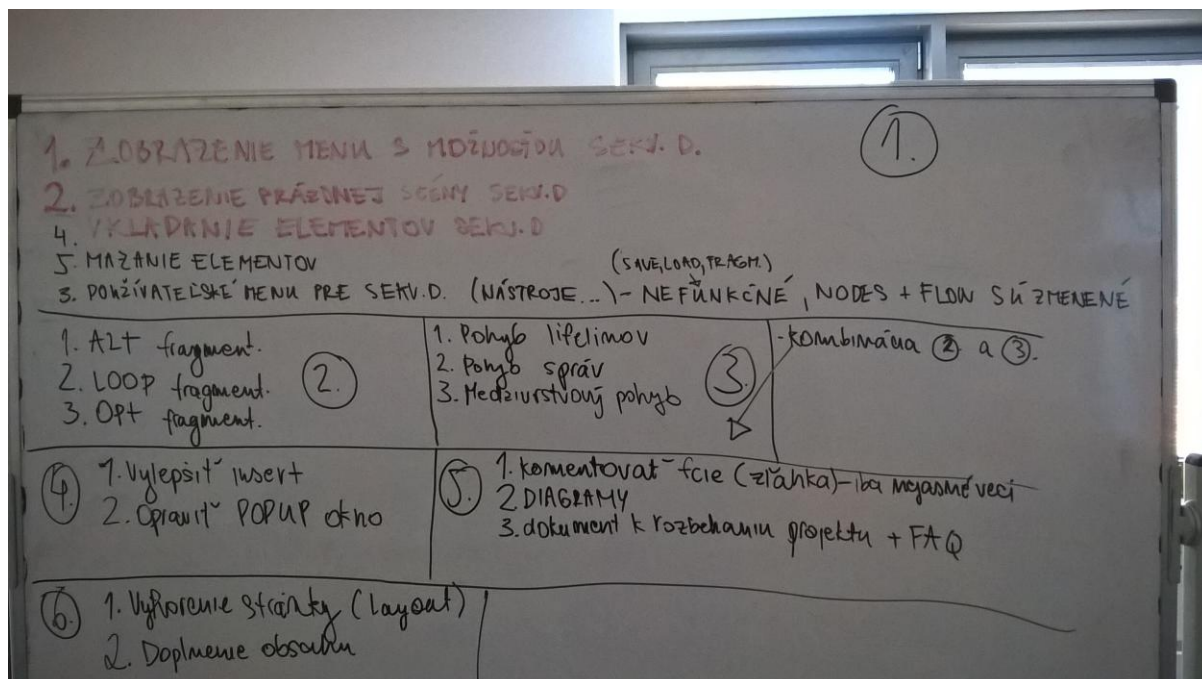 1.
1. ZOBRAZENIE MENU S MOŽNOSŤOU SEKV. D.
2. ZOBRAZENIE PRÁZDNEJ SCÉNY SEKV.D
4. VKLADANIE ELEMENTOV SEKV.D
5. MAZANIE ELEMENTOV
(SAVE, LOAD, FRAGM.)
3. POUŽÍVATEĽSKÉ MENU PRE SEKV.D. (NÁSTROJE...) - NEFUNKČNÉ, NODES + FLOW SÚ ZMENENÉ
2.
1. ALT fragment.
2. LOOP fragment.
3. OPT fragment.
3.
1. Pohyb lifelinov
2. Pohyb správ
3. Medzivrstvový pohyb
- kombinácia 2 a 3.
4.
1. Vylepšiť insert
2. Opraviť POPUP okno
5.
1. komentovať fcie (zľahka) - iba nejasné veci
2 DIAGRAMY
3. dokument k rozbehaniu projektu + FAQ
6.
1. Vytvorenie stránky (layout)
2. Doplnenie obsahu